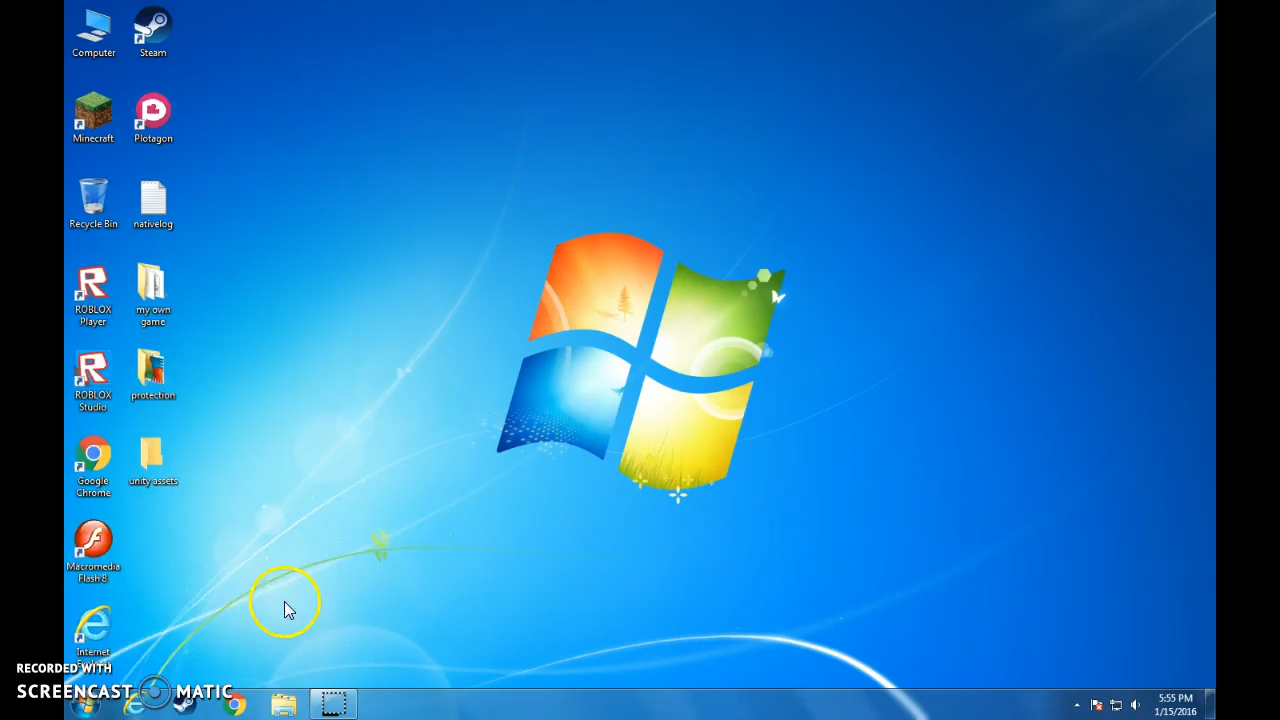 Computer
Steam
Minecraft
Plotagon
Recycle Bin
nativelog
ROBLOX
Player
my own
game
ROBLOX
Studio
protection
Google
Chrome
unity assets
Macromedia
Flash 8
Internet
RECORDED WITH
SCREENCAST MATIC
5:55 PM
1/15/2016